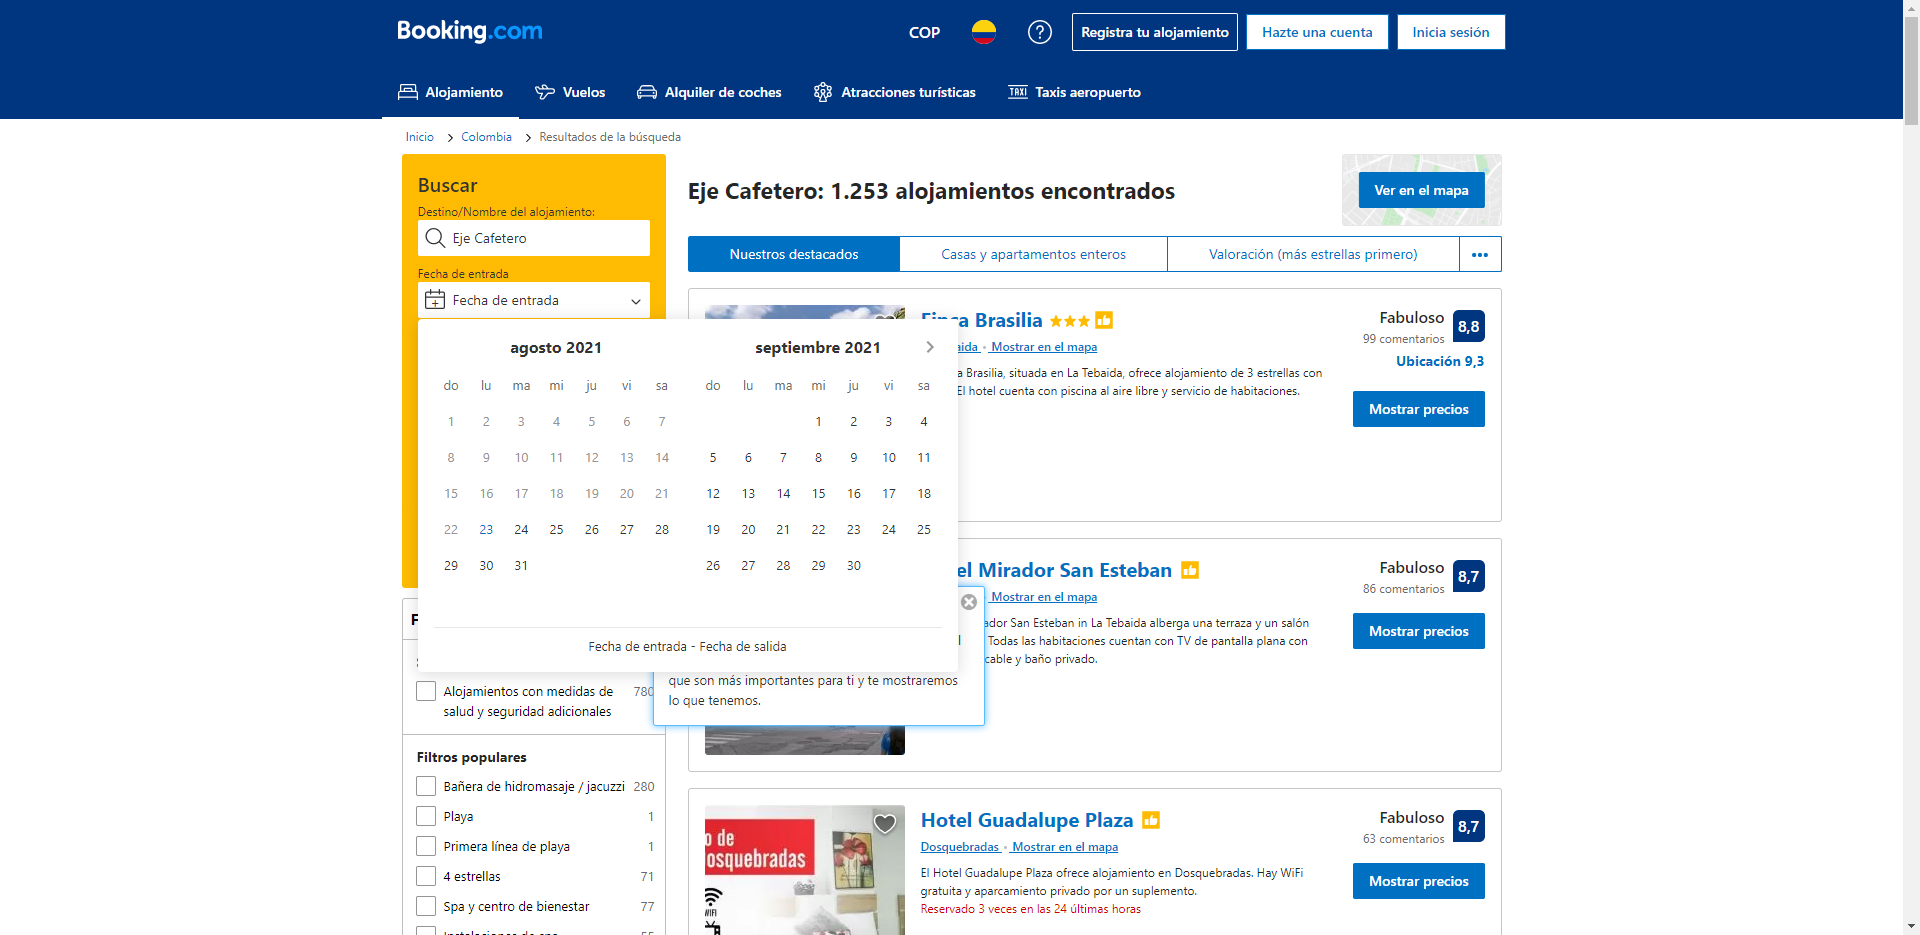 Booking.com
COP
Registra tu alojamiento
Hazte una cuenta
Inicia sesión
Alojamiento
Vuelos
Alquiler de coches
Atracciones turísticas
TAXI Taxis aeropuerto
Inicio
Colombia
Resultados de la búsqueda
Buscar
Destino/Nombre del alojamiento:
Eje Cafetero
Fecha de entrada
Fecha de entrada
agosto 2021
do lu ma mi ju vi sa
1 2 3 4 5 6 7
8 9 10 11 12 13 14
15 16 17 18 19 20 21
22 23 24 25 26 27 28
29 30 31
septiembre 2021
do lu ma mi ju vi sa
1 2 3 4
5 6 7 8 9 10 11
12 13 14 15 16 17 18
19 20 21 22 23 24 25
26 27 28 29 30
Fecha de entrada - Fecha de salida
que son más importantes para ti y te mostraremos
lo que tenemos.
Alojamientos con medidas de 780
salud y seguridad adicionales
Filtros populares
Bañera de hidromasaje / jacuzzi 280
Playa 1
Primera línea de playa 1
4 estrellas 71
Spa y centro de bienestar 77
Eje Cafetero: 1.253 alojamientos encontrados
Ver en el mapa
Nuestros destacados
Casas y apartamentos enteros
Valoración (más estrellas primero)
Finca Brasilia
Mostrar en el mapa
a Brasilia, situada en La Tebaida, ofrece alojamiento de 3 estrellas con
El hotel cuenta con piscina al aire libre y servicio de habitaciones.
Fabuloso 8,8
99 comentarios
Ubicación 9,3
Mostrar precios
el Mirador San Esteban
Mostrar en el mapa
ador San Esteban in La Tebaida alberga una terraza y un salón
Todas las habitaciones cuentan con TV de pantalla plana con
cable y baño privado.
Fabuloso 8,7
86 comentarios
Mostrar precios
o de
osquebradas
WIFI
Hotel Guadalupe Plaza
Dosquebradas - Mostrar en el mapa
El Hotel Guadalupe Plaza ofrece alojamiento en Dosquebradas. Hay WiFi
gratuita y aparcamiento privado por un suplemento.
Reservado 3 veces en las 24 últimas horas
Fabuloso 8,7
63 comentarios
Mostrar precios